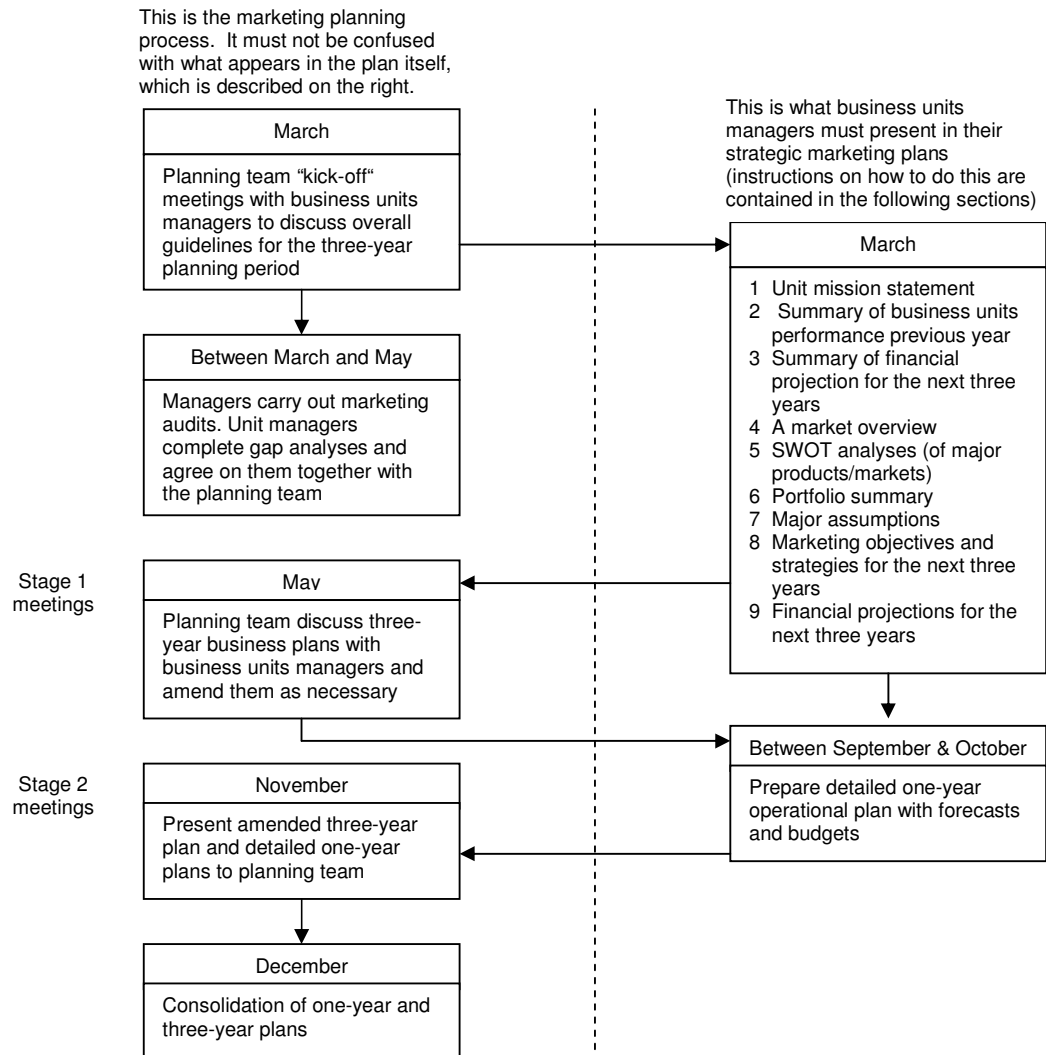 This is the marketing planning
process.  It must not be confused
with what appears in the plan itself,
which is described on the right.
March
Planning team “kick-off“
meetings with business units
managers to discuss overall
guidelines for the three-year
planning period
Between March and May
Managers carry out marketing
audits. Unit managers
complete gap analyses and
agree on them together with
the planning team
Stage 1
meetings
May
Planning team discuss three-
year business plans with
business units managers and
amend them as necessary
Stage 2
meetings
November
Present amended three-year
plan and detailed one-year
plans to planning team
December
Consolidation of one-year and
three-year plans
This is what business units
managers must present in their
strategic marketing plans
(instructions on how to do this are
contained in the following sections)
March
1 Unit mission statement
2 Summary of business units
performance previous year
3 Summary of financial
projection for the next three
years
4 A market overview
5 SWOT analyses (of major
products/markets)
6 Portfolio summary
7 Major assumptions
8 Marketing objectives and
strategies for the next three
years
9 Financial projections for the
next three years
Between September & October
Prepare detailed one-year
operational plan with forecasts
and budgets